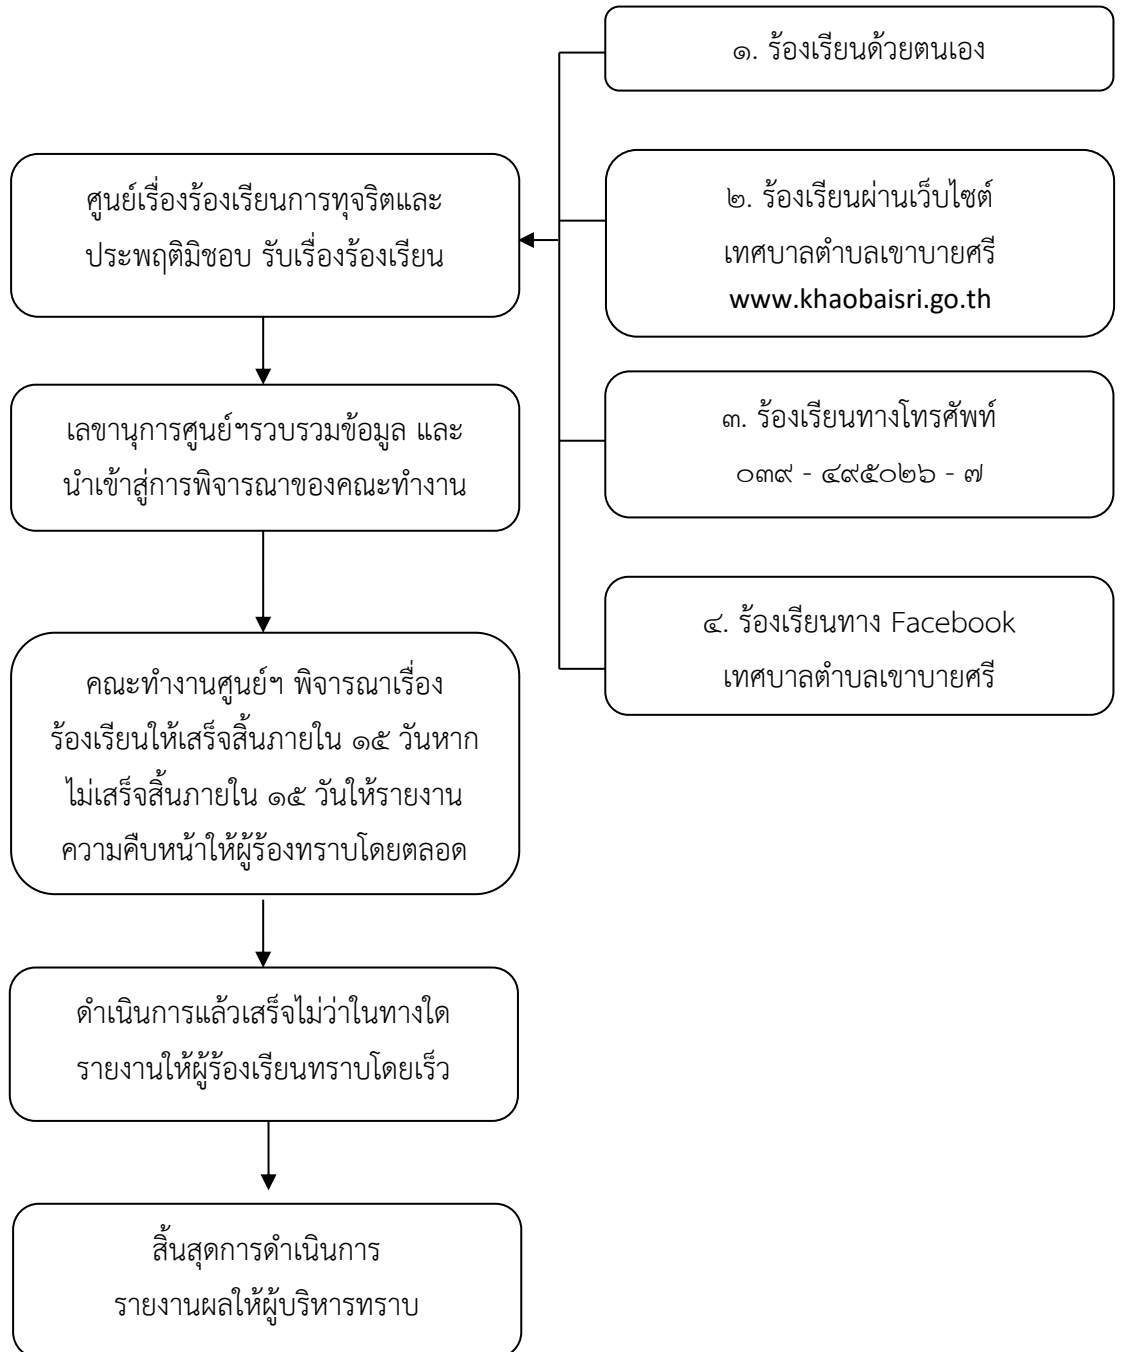 ๑. ร้องเรียนด้วยตนเอง
๒. ร้องเรียนผ่านเว็บไซต์
เทศบาลตำบลเขาบายศรี
www.khaobaisri.go.th
๓. ร้องเรียนทางโทรศัพท์
๐๓๙ - ๔๙๕๐๒๖ - ๗
๔. ร้องเรียนทาง Facebook
เทศบาลตำบลเขาบายศรี
ศูนย์เรื่องร้องเรียนการทุจริตและ
ประพฤติมิชอบ รับเรื่องร้องเรียน
เลขานุการศูนย์ฯรวบรวมข้อมูล และ
นำเข้าสู่การพิจารณาของคณะทำงาน
คณะทำงานศูนย์ฯ พิจารณาเรื่อง
ร้องเรียนให้เสร็จสิ้นภายใน ๑๕ วันหาก
ไม่เสร็จสิ้นภายใน ๑๕ วันให้รายงาน
ความคืบหน้าให้ผู้ร้องทราบโดยตลอด
ดำเนินการแล้วเสร็จไม่ว่าในทางใด
รายงานให้ผู้ร้องเรียนทราบโดยเร็ว
สิ้นสุดการดำเนินการ
รายงานผลให้ผู้บริหารทราบ